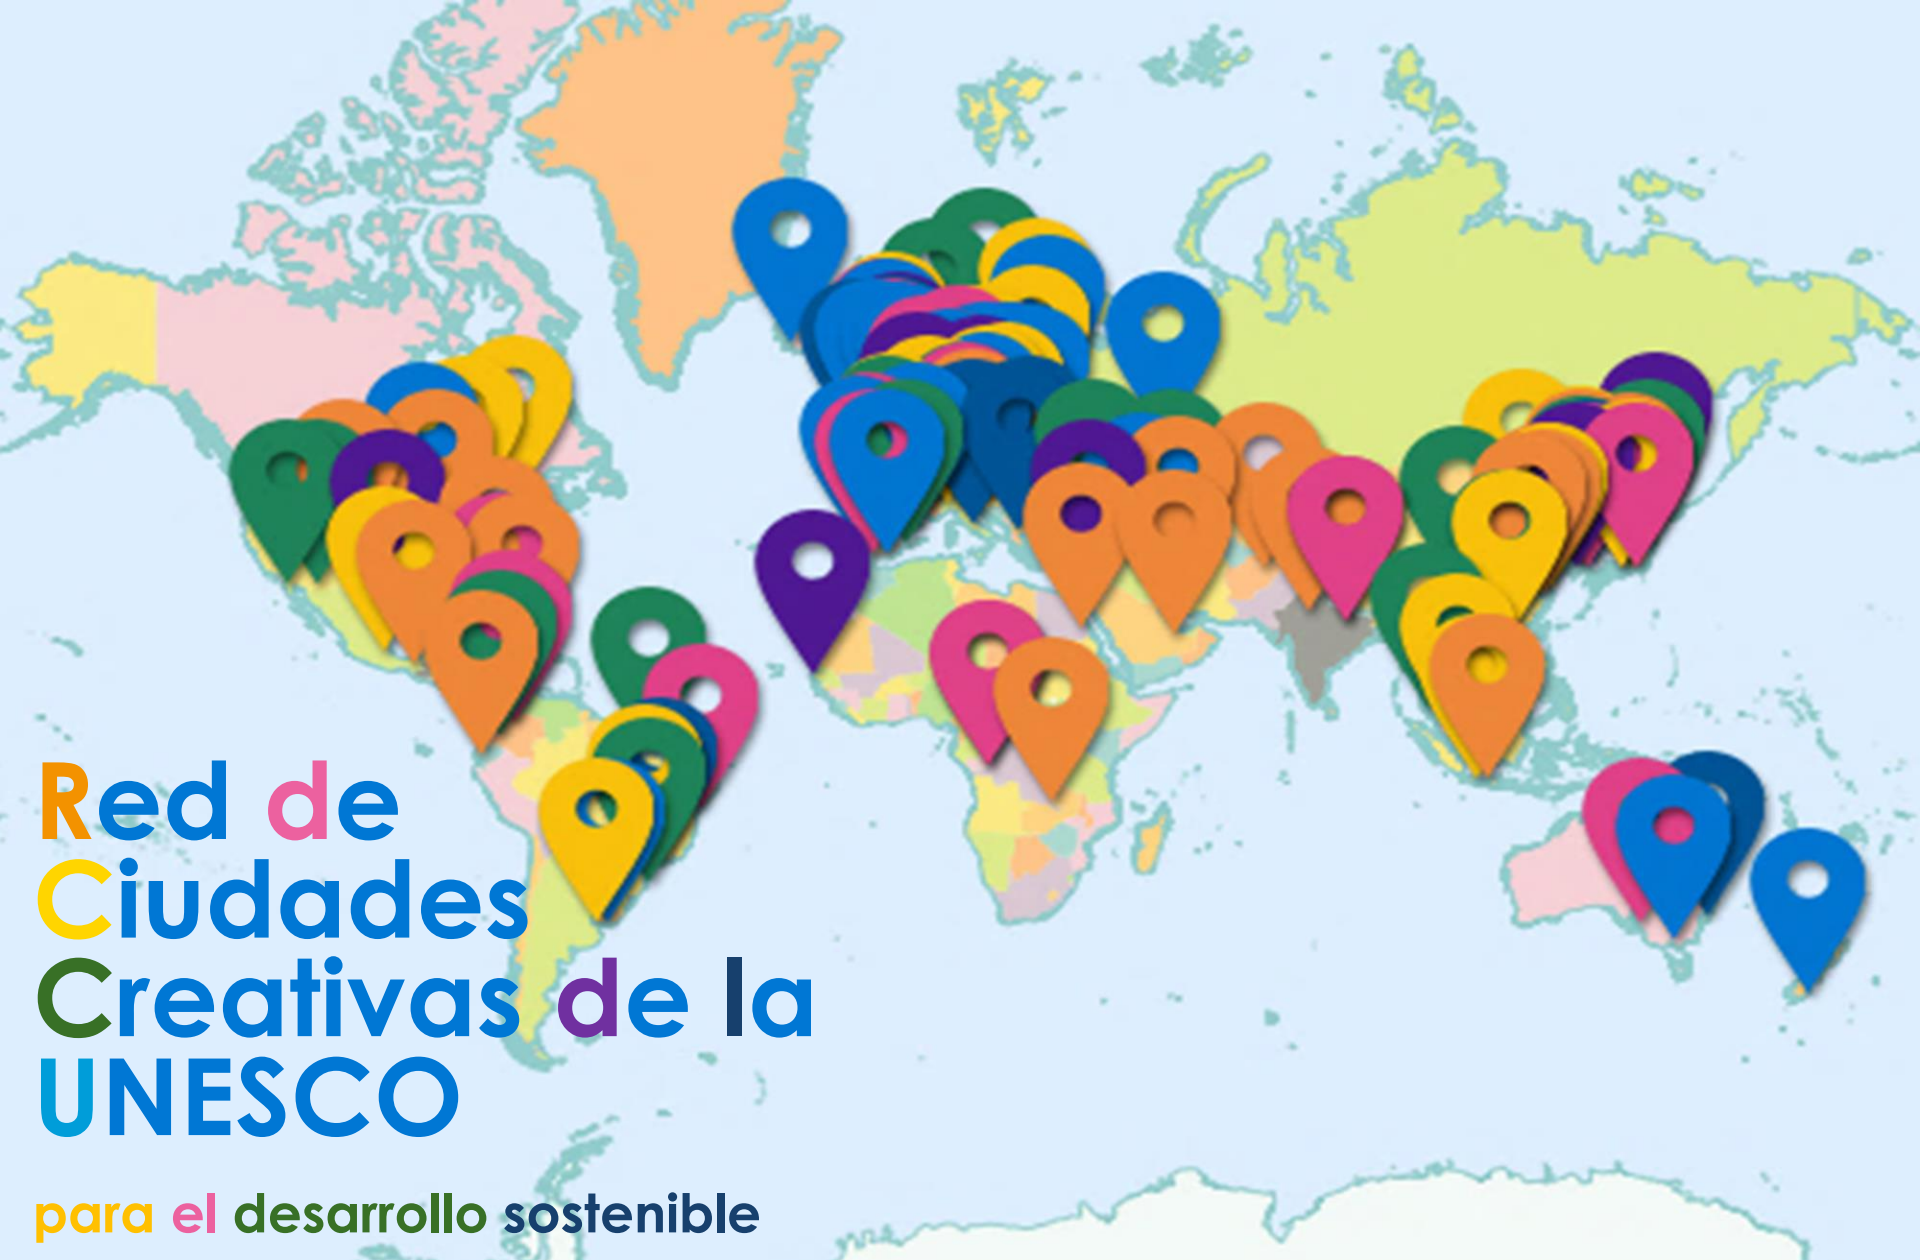 Red de
Ciudades
Creativas de la
UNESCO
para el desarrollo sostenible